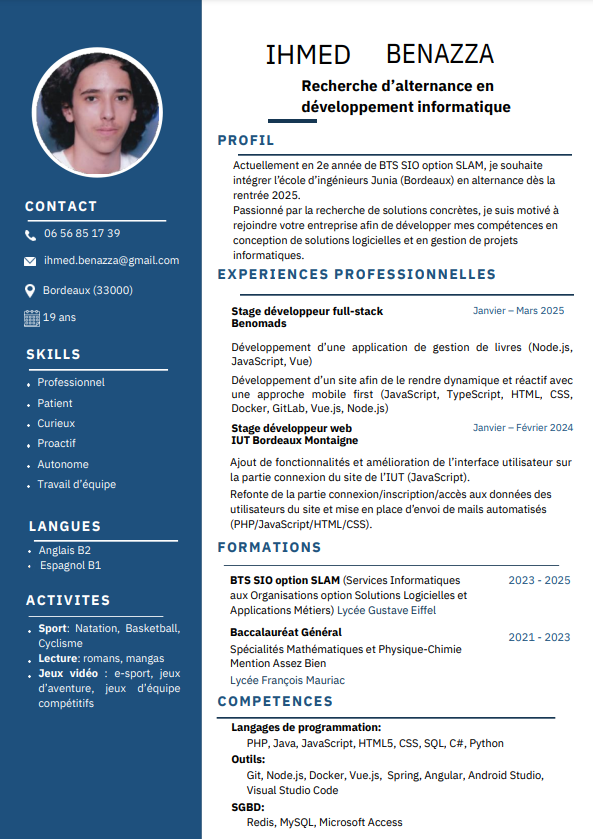 IHMED BENAZZA
Recherche d'alternance en
développement informatique
CONTACT
06 56 85 17 39
ihmed.benazza@gmail.com
Bordeaux (33000)
19 ans
SKILLS
Professionnel
Patient
Curieux
Proactif
Autonome
Travail d'équipe
LANGUES
Anglais B2
Espagnol B1
ACTIVITES
Sport: Natation, Basketball,
Cyclisme
Lecture: romans, mangas
Jeux vidéo : e-sport, jeux
d'aventure, jeux d'équipe
compétitifs
PROFIL
Actuellement en 2e année de BTS SIO option SLAM, je souhaite
intégrer l'école d'ingénieurs Junia (Bordeaux) en alternance dès la
rentrée 2025.
Passionné par la recherche de solutions concrètes, je suis motivé à
rejoindre votre entreprise afin de développer mes compétences en
conception de solutions logicielles et en gestion de projets
informatiques.
EXPERIENCES PROFESSIONNELLES
Stage développeur full-stack Janvier – Mars 2025
Benomads
Développement d'une application de gestion de livres (Node.js,
JavaScript, Vue)
Développement d'un site afin de le rendre dynamique et réactif avec
une approche mobile first (JavaScript, TypeScript, HTML, CSS,
Docker, GitLab, Vue.js, Node.js)
Stage développeur web Janvier – Février 2024
IUT Bordeaux Montaigne
Ajout de fonctionnalités et amélioration de l'interface utilisateur sur
la partie connexion du site de l'IUT (JavaScript).
Refonte de la partie connexion/inscription/accès aux données des
utilisateurs du site et mise en place d'envoi de mails automatisés
(PHP/JavaScript/HTML/CSS).
FORMATIONS
BTS SIO option SLAM (Services Informatiques 2023 - 2025
aux Organisations option Solutions Logicielles et
Applications Métiers) Lycée Gustave Eiffel
Baccalauréat Général 2021 - 2023
Spécialités Mathématiques et Physique-Chimie
Mention Assez Bien
Lycée François Mauriac
COMPETENCES
Langages de programmation:
PHP, Java, JavaScript, HTML5, CSS, SQL, C#, Python
Outils:
Git, Node.js, Docker, Vue.js, Spring, Angular, Android Studio,
Visual Studio Code
SGBD:
Redis, MySQL, Microsoft Access